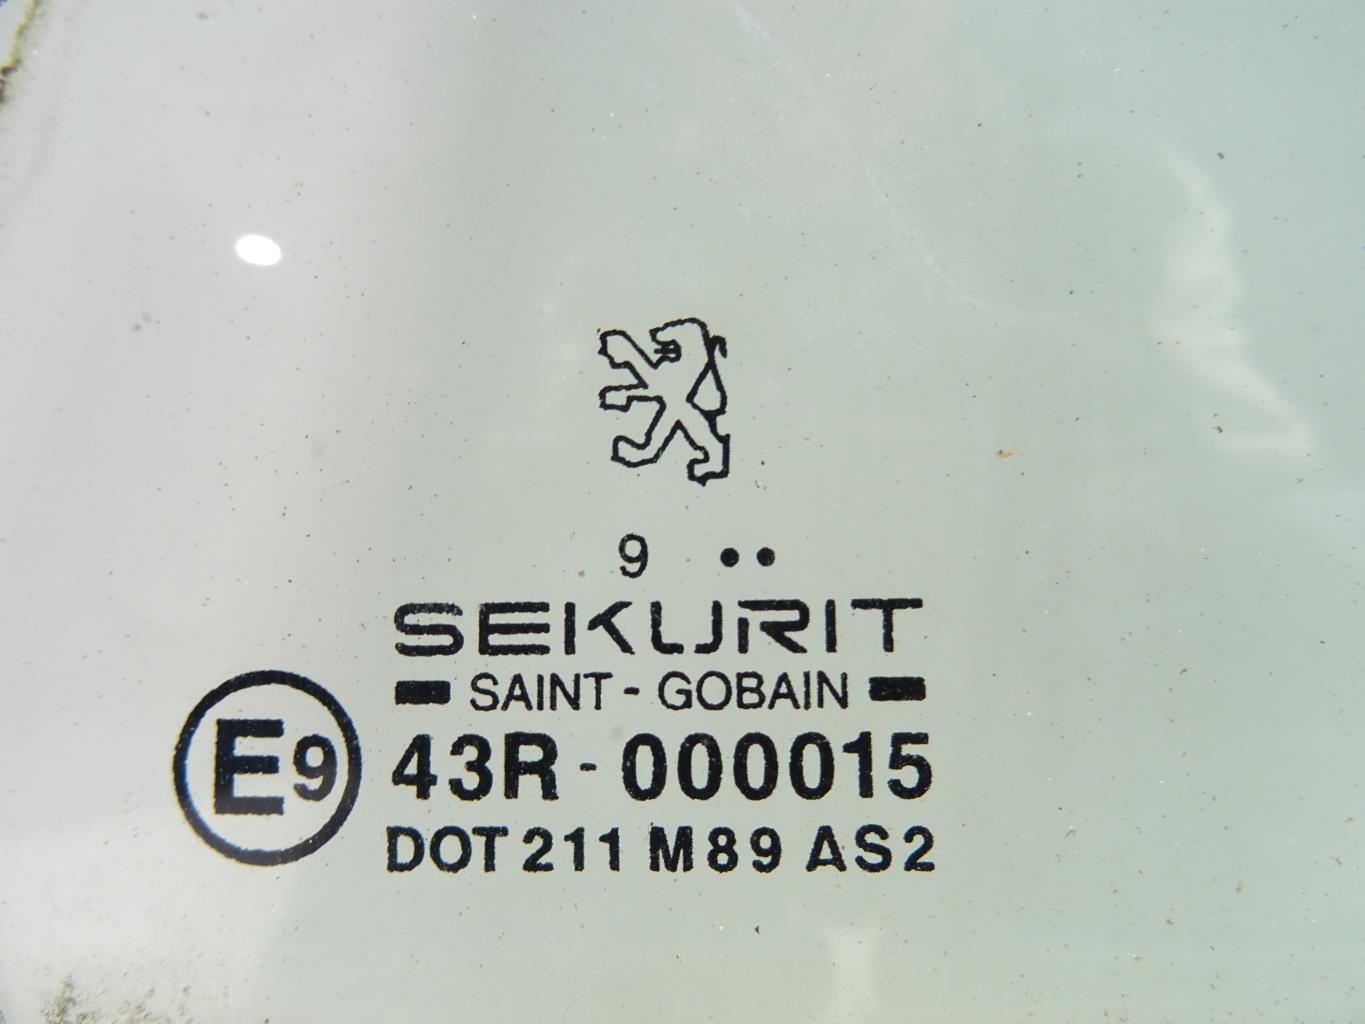 9 ••
SEKURIT
SAINT-GOBAIN
E9
43R-000015
DOT 211 M89 AS2